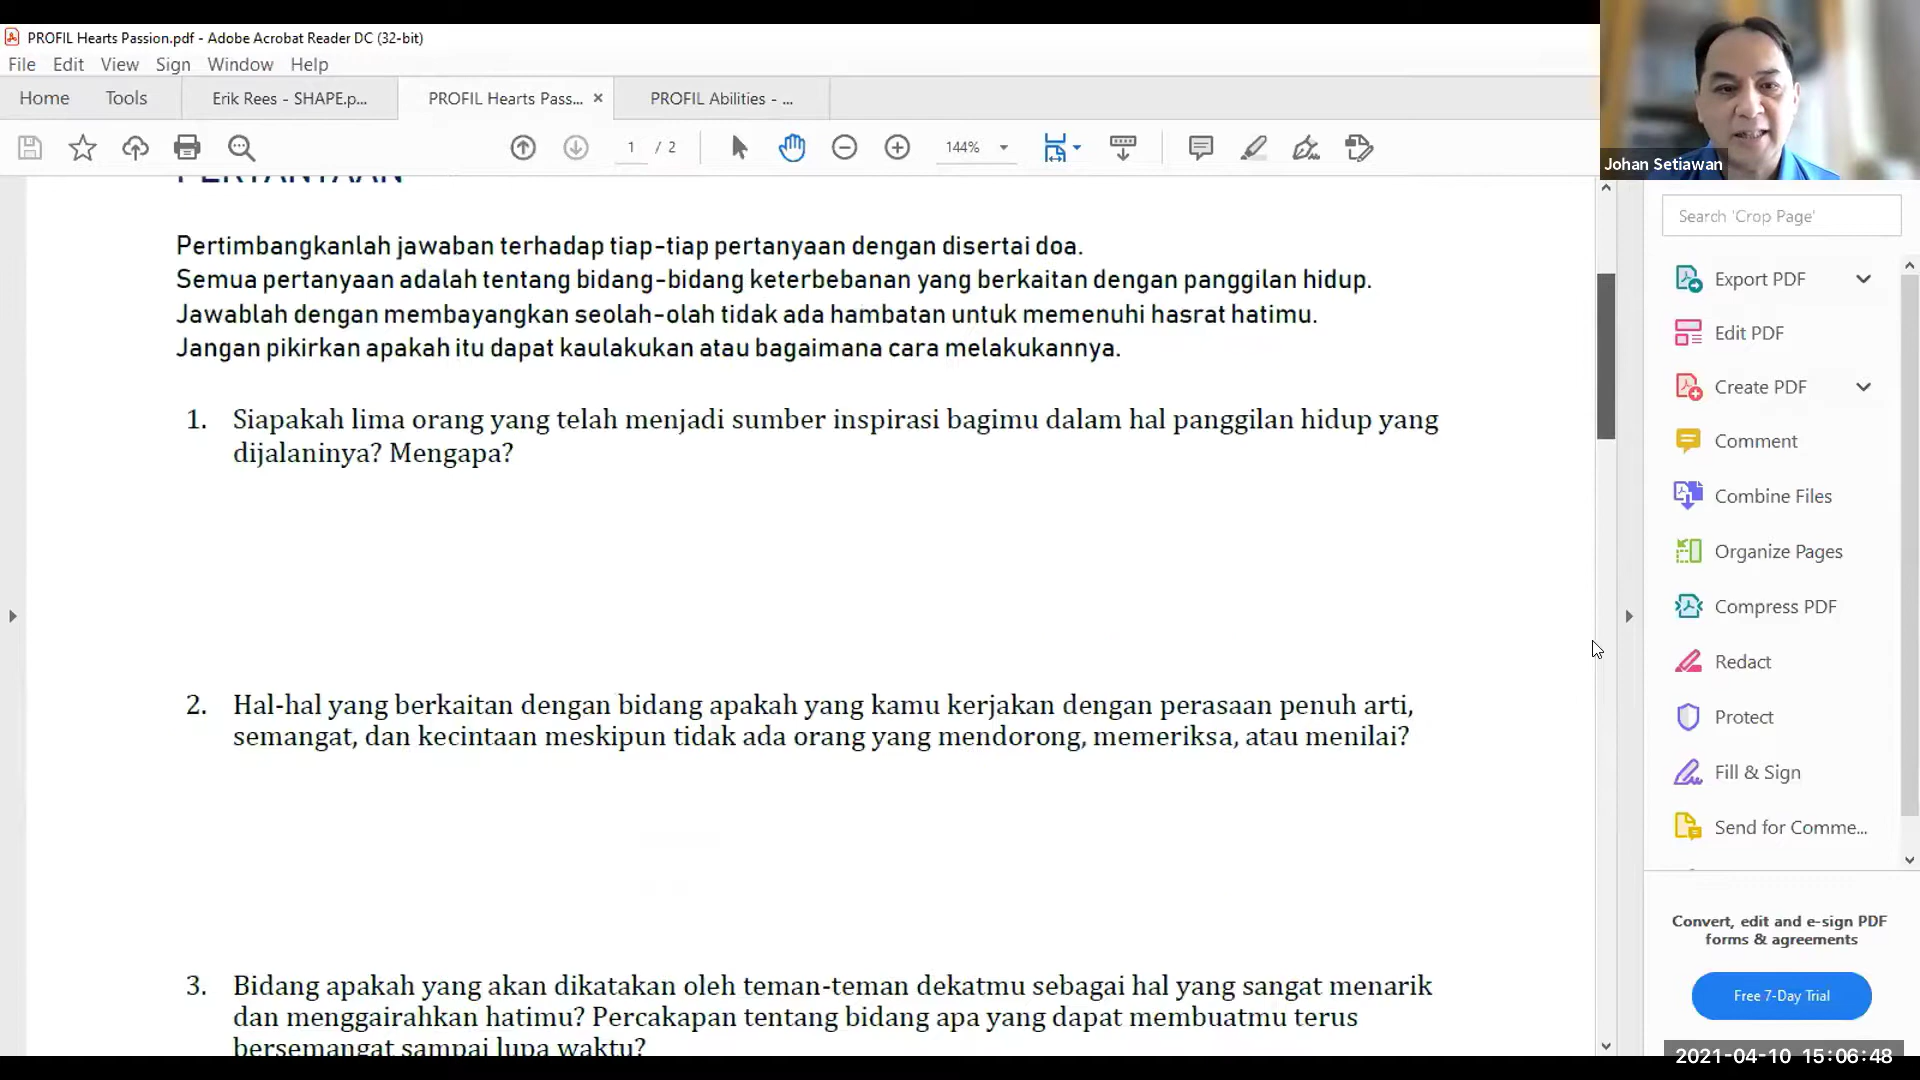 PROFIL Hearts Passion.pdf - Adobe Acrobat Reader DC (32-bit)
File Edit View Sign Window Help
Home Tools Erik Rees - SHAPE.p... PROFIL Hearts Pass... × PROFIL Abilities - ...
1 / 2 144%
Johan Setiawan
PERTANYAAN
Pertimbangkanlah jawaban terhadap tiap-tiap pertanyaan dengan disertai doa.
Semua pertanyaan adalah tentang bidang-bidang keterbebanan yang berkaitan dengan panggilan hidup.
Jawablah dengan membayangkan seolah-olah tidak ada hambatan untuk memenuhi hasrat hatimu.
Jangan pikirkan apakah itu dapat kaulakukan atau bagaimana cara melakukannya.
1. Siapakah lima orang yang telah menjadi sumber inspirasi bagimu dalam hal panggilan hidup yang
dijalaninya? Mengapa?
2. Hal-hal yang berkaitan dengan bidang apakah yang kamu kerjakan dengan perasaan penuh arti,
semangat, dan kecintaan meskipun tidak ada orang yang mendorong, memeriksa, atau menilai?
3. Bidang apakah yang akan dikatakan oleh teman-teman dekatmu sebagai hal yang sangat menarik
dan menggairahkan hatimu? Percakapan tentang bidang apa yang dapat membuatmu terus
bersemangat sampai lupa waktu?
Search 'Crop Page'
Export PDF
Edit PDF
Create PDF
Comment
Combine Files
Organize Pages
Compress PDF
Redact
Protect
Fill & Sign
Send for Comme...
Convert, edit and e-sign PDF
forms & agreements
Free 7-Day Trial
2021-04-10 15:06:48